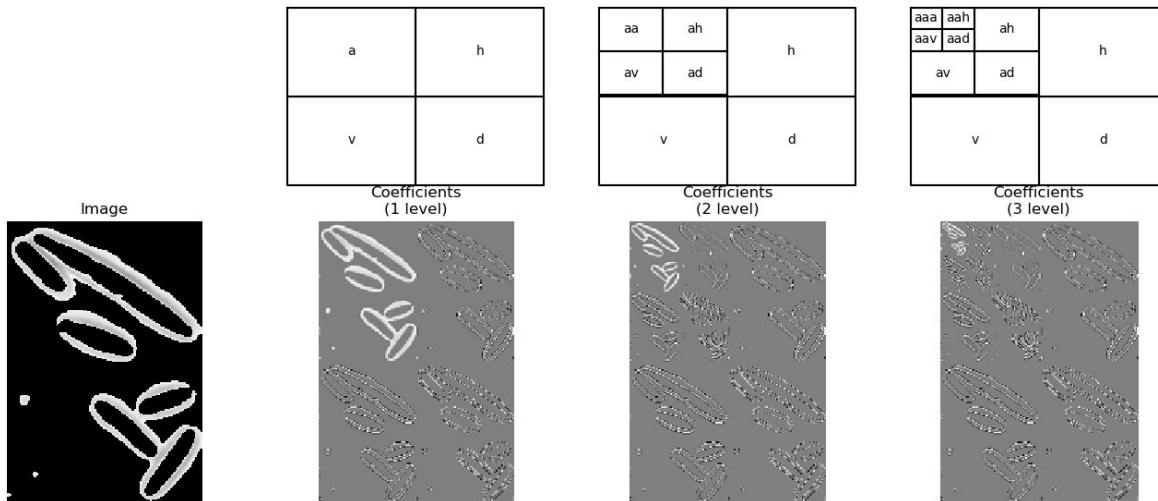 a
h
v
d
aa
ah
h
av
ad
v
d
aaa
aah
ah
h
aav
aad
av
ad
v
d
Image
Coefficients
(1 level)
Coefficients
(2 level)
Coefficients
(3 level)